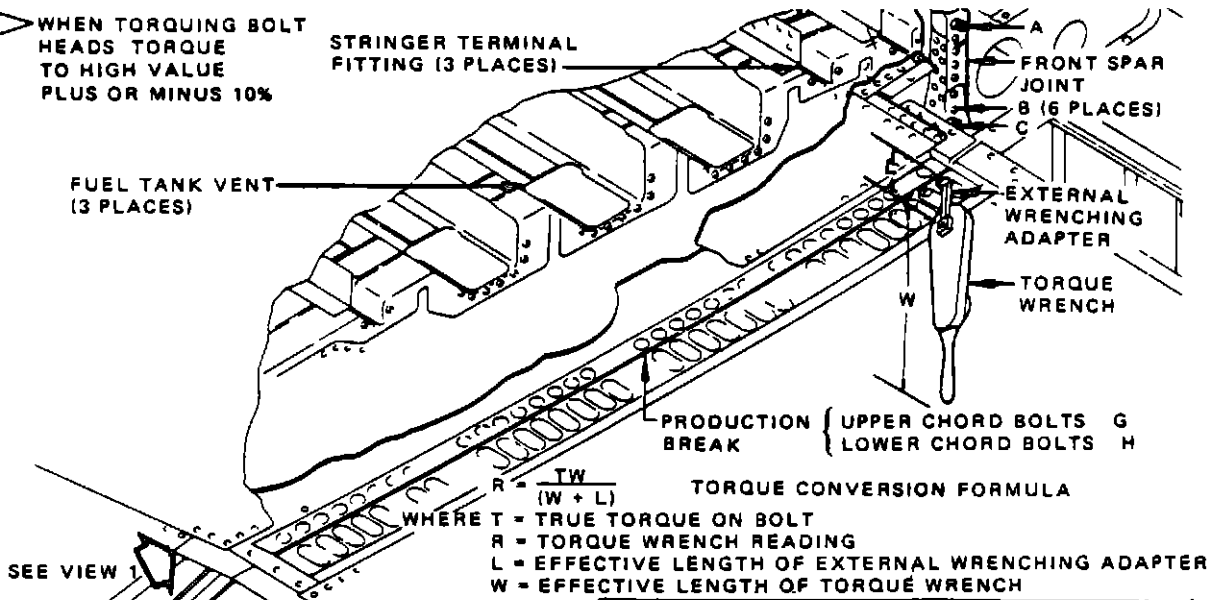 WHEN TORQUING BOLT
HEADS TORQUE
TO HIGH VALUE
PLUS OR MINUS 10%
STRINGER TERMINAL
FITTING (3 PLACES)
FUEL TANK VENT
(3 PLACES)
A
FRONT SPAR
JOINT
B (6 PLACES)
C
L
EXTERNAL
WRENCHING
ADAPTER
TORQUE
WRENCH
W
PRODUCTION
BREAK
UPPER CHORD BOLTS G
LOWER CHORD BOLTS H
R = TW
(W + L)
TORQUE CONVERSION FORMULA
WHERE T = TRUE TORQUE ON BOLT
R = TORQUE WRENCH READING
L = EFFECTIVE LENGTH OF EXTERNAL WRENCHING ADAPTER
W = EFFECTIVE LENGTH OF TORQUE WRENCH
SEE VIEW 1